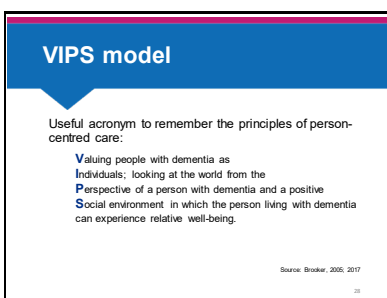 VIPS model
Useful acronym to remember the principles of person-
centred care:
Valuing people with dementia as
Individuals; looking at the world from the
Perspective of a person with dementia and a positive
Social environment in which the person living with dementia
can experience relative well-being.
Source: Brooker, 2005; 2017
28